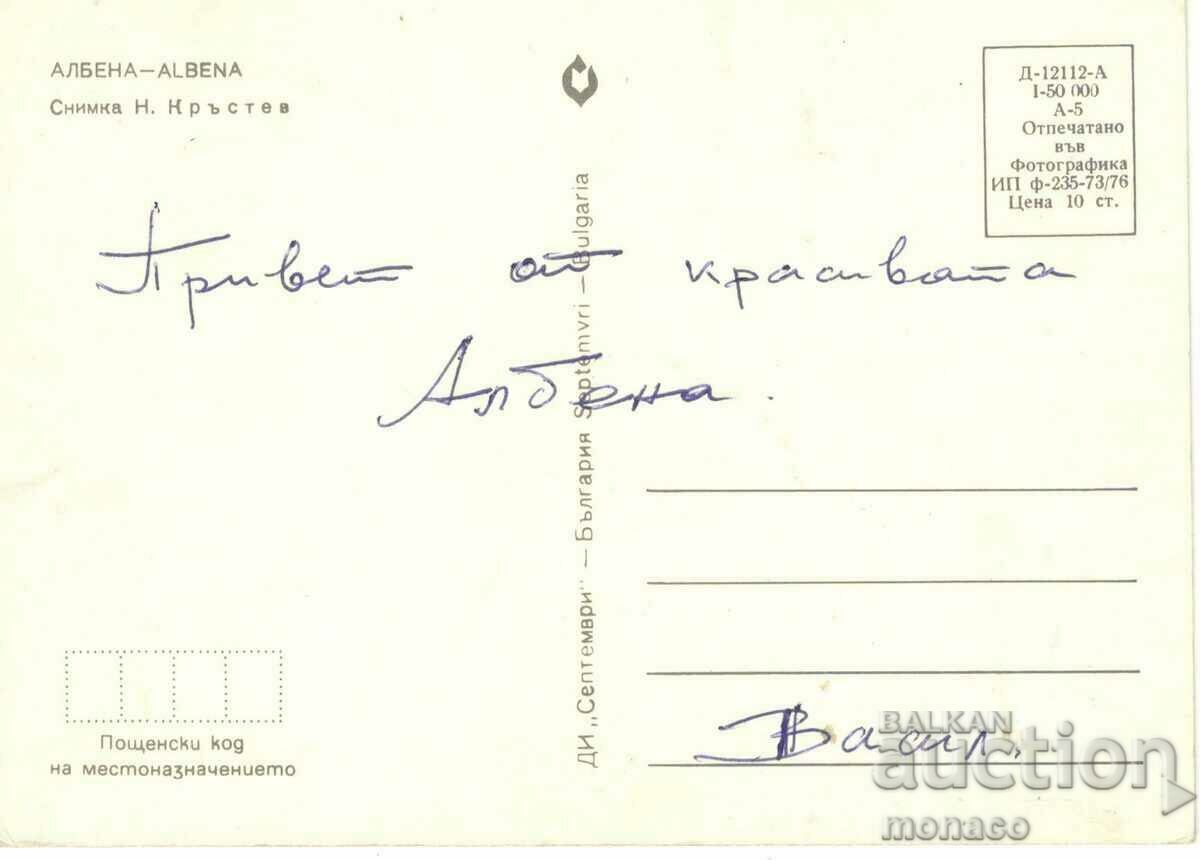 АЛБЕНА—ALBENA
Снимка Н. Кръстев
Д-12112-А
I-50 000
А-5
Отпечатано
във
Фотографика
ИП ф-235-73/76
Цена 10 ст.
Привет от красивата
Албена.
ДИ „Септември" — България Septemvri — Bulgaria
Васил
Пощенски код
на местоназначението
BALKAN
auction
monaco